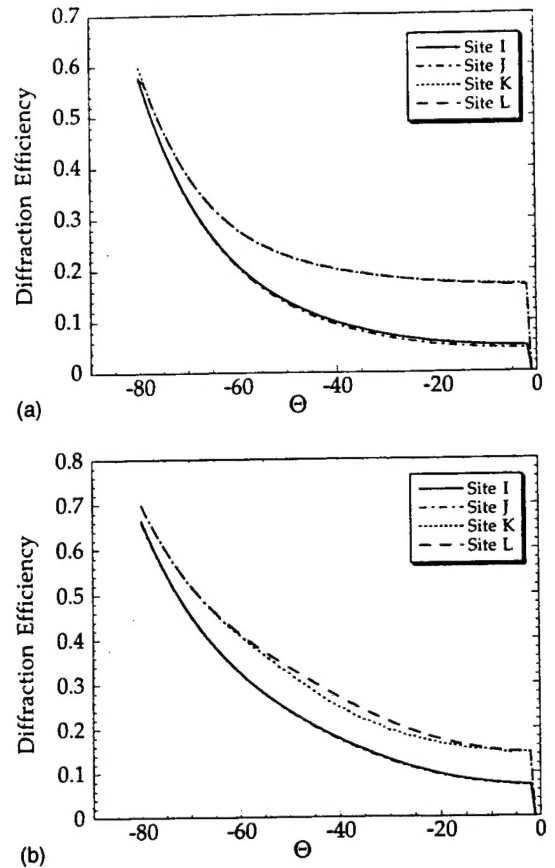 0.7
0.6
0.5
0.4
0.3
0.2
0.1
0
Diffraction Efficiency
Site I
Site J
Site K
Site L
-80
-60
-40
-20
0
Θ
(a)
0.8
0.7
0.6
0.5
0.4
0.3
0.2
0.1
0
Diffraction Efficiency
Site I
Site J
Site K
Site L
-80
-60
-40
-20
0
Θ
(b)